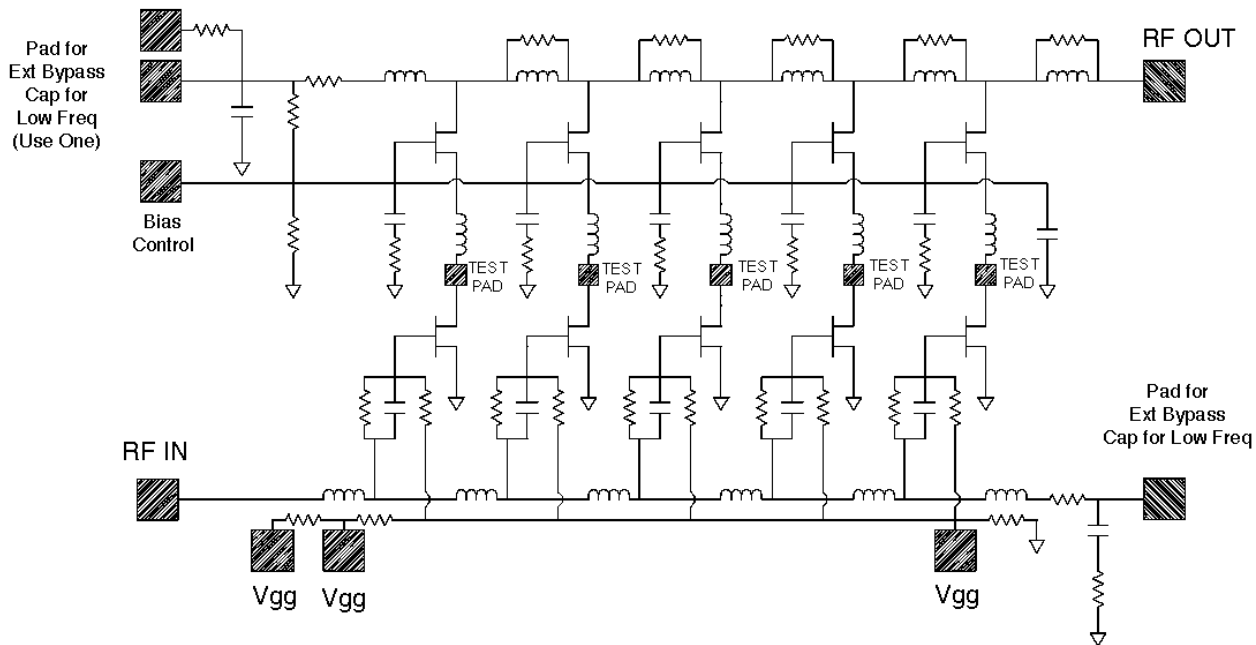 Pad for
Ext Bypass
Cap for
Low Freq
(Use One)
RF OUT
Bias
Control
TEST
PAD
TEST
PAD
TEST
PAD
TEST
PAD
TEST
PAD
Pad for
Ext Bypass
Cap for Low Freq
RF IN
Vgg
Vgg
Vgg